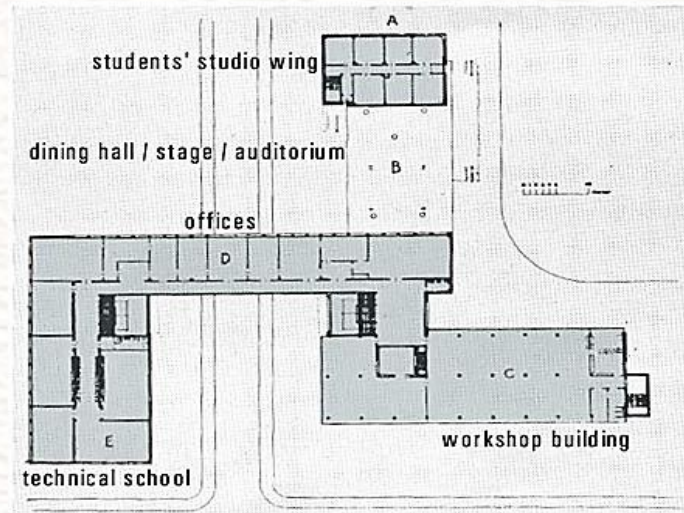 A
students' studio wing
dining hall / stage / auditorium
B
offices
D
C
E
workshop building
technical school